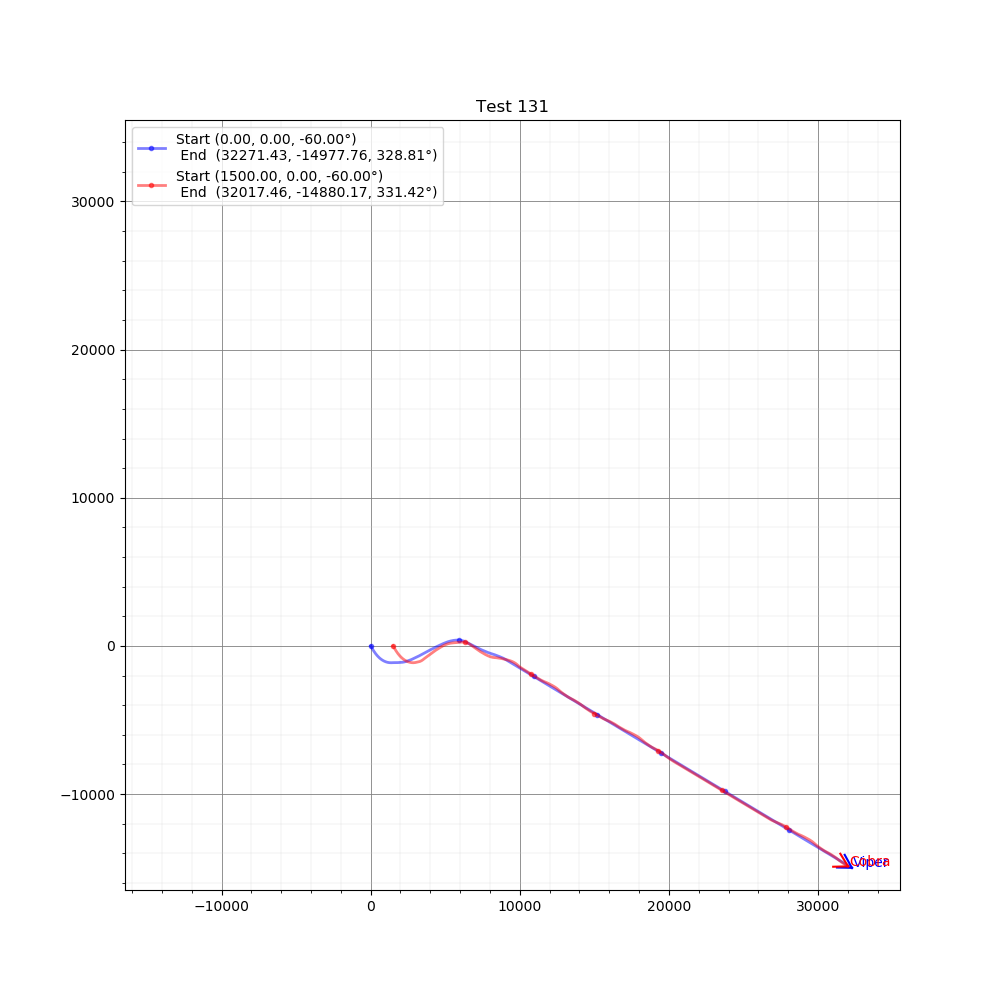 Test 131
Start (0.00, 0.00, -60.00°)
End (32271.43, -14977.76, 328.81°)
Start (1500.00, 0.00, -60.00°)
End (32017.46, -14880.17, 331.42°)
30000
20000
10000
0
−10000
Cobra
Viper
−10000
0
10000
20000
30000